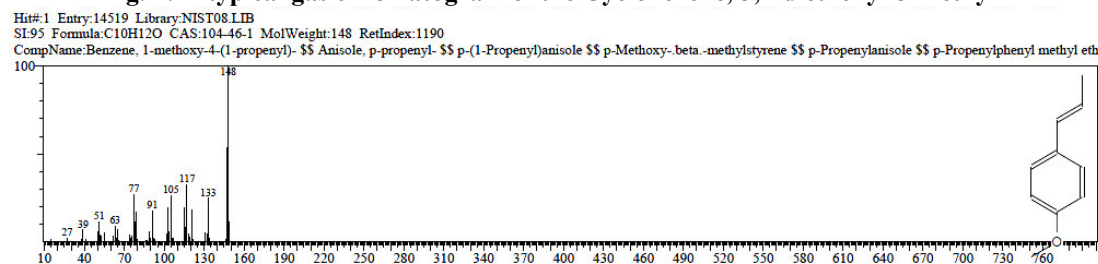 Hit#:1 Entry:14519 Library:NIST08.LIB
SI:95 Formula:C10H12O CAS:104-46-1 MolWeight:148 RetIndex:1190
CompName:Benzene, 1-methoxy-4-(1-propenyl)- $$ Anisole, p-propenyl- $$ p-(1-Propenyl)anisole $$ p-Methoxy-.beta.-methylstyrene $$ p-Propenylanisole $$ p-Propenylphenyl methyl eth
100
148
77
117
105
133
91
51
63
39
27
O
10 40 70 100 130 160 190 220 250 280 310 340 370 400 430 460 490 520 550 580 610 640 670 700 730 760